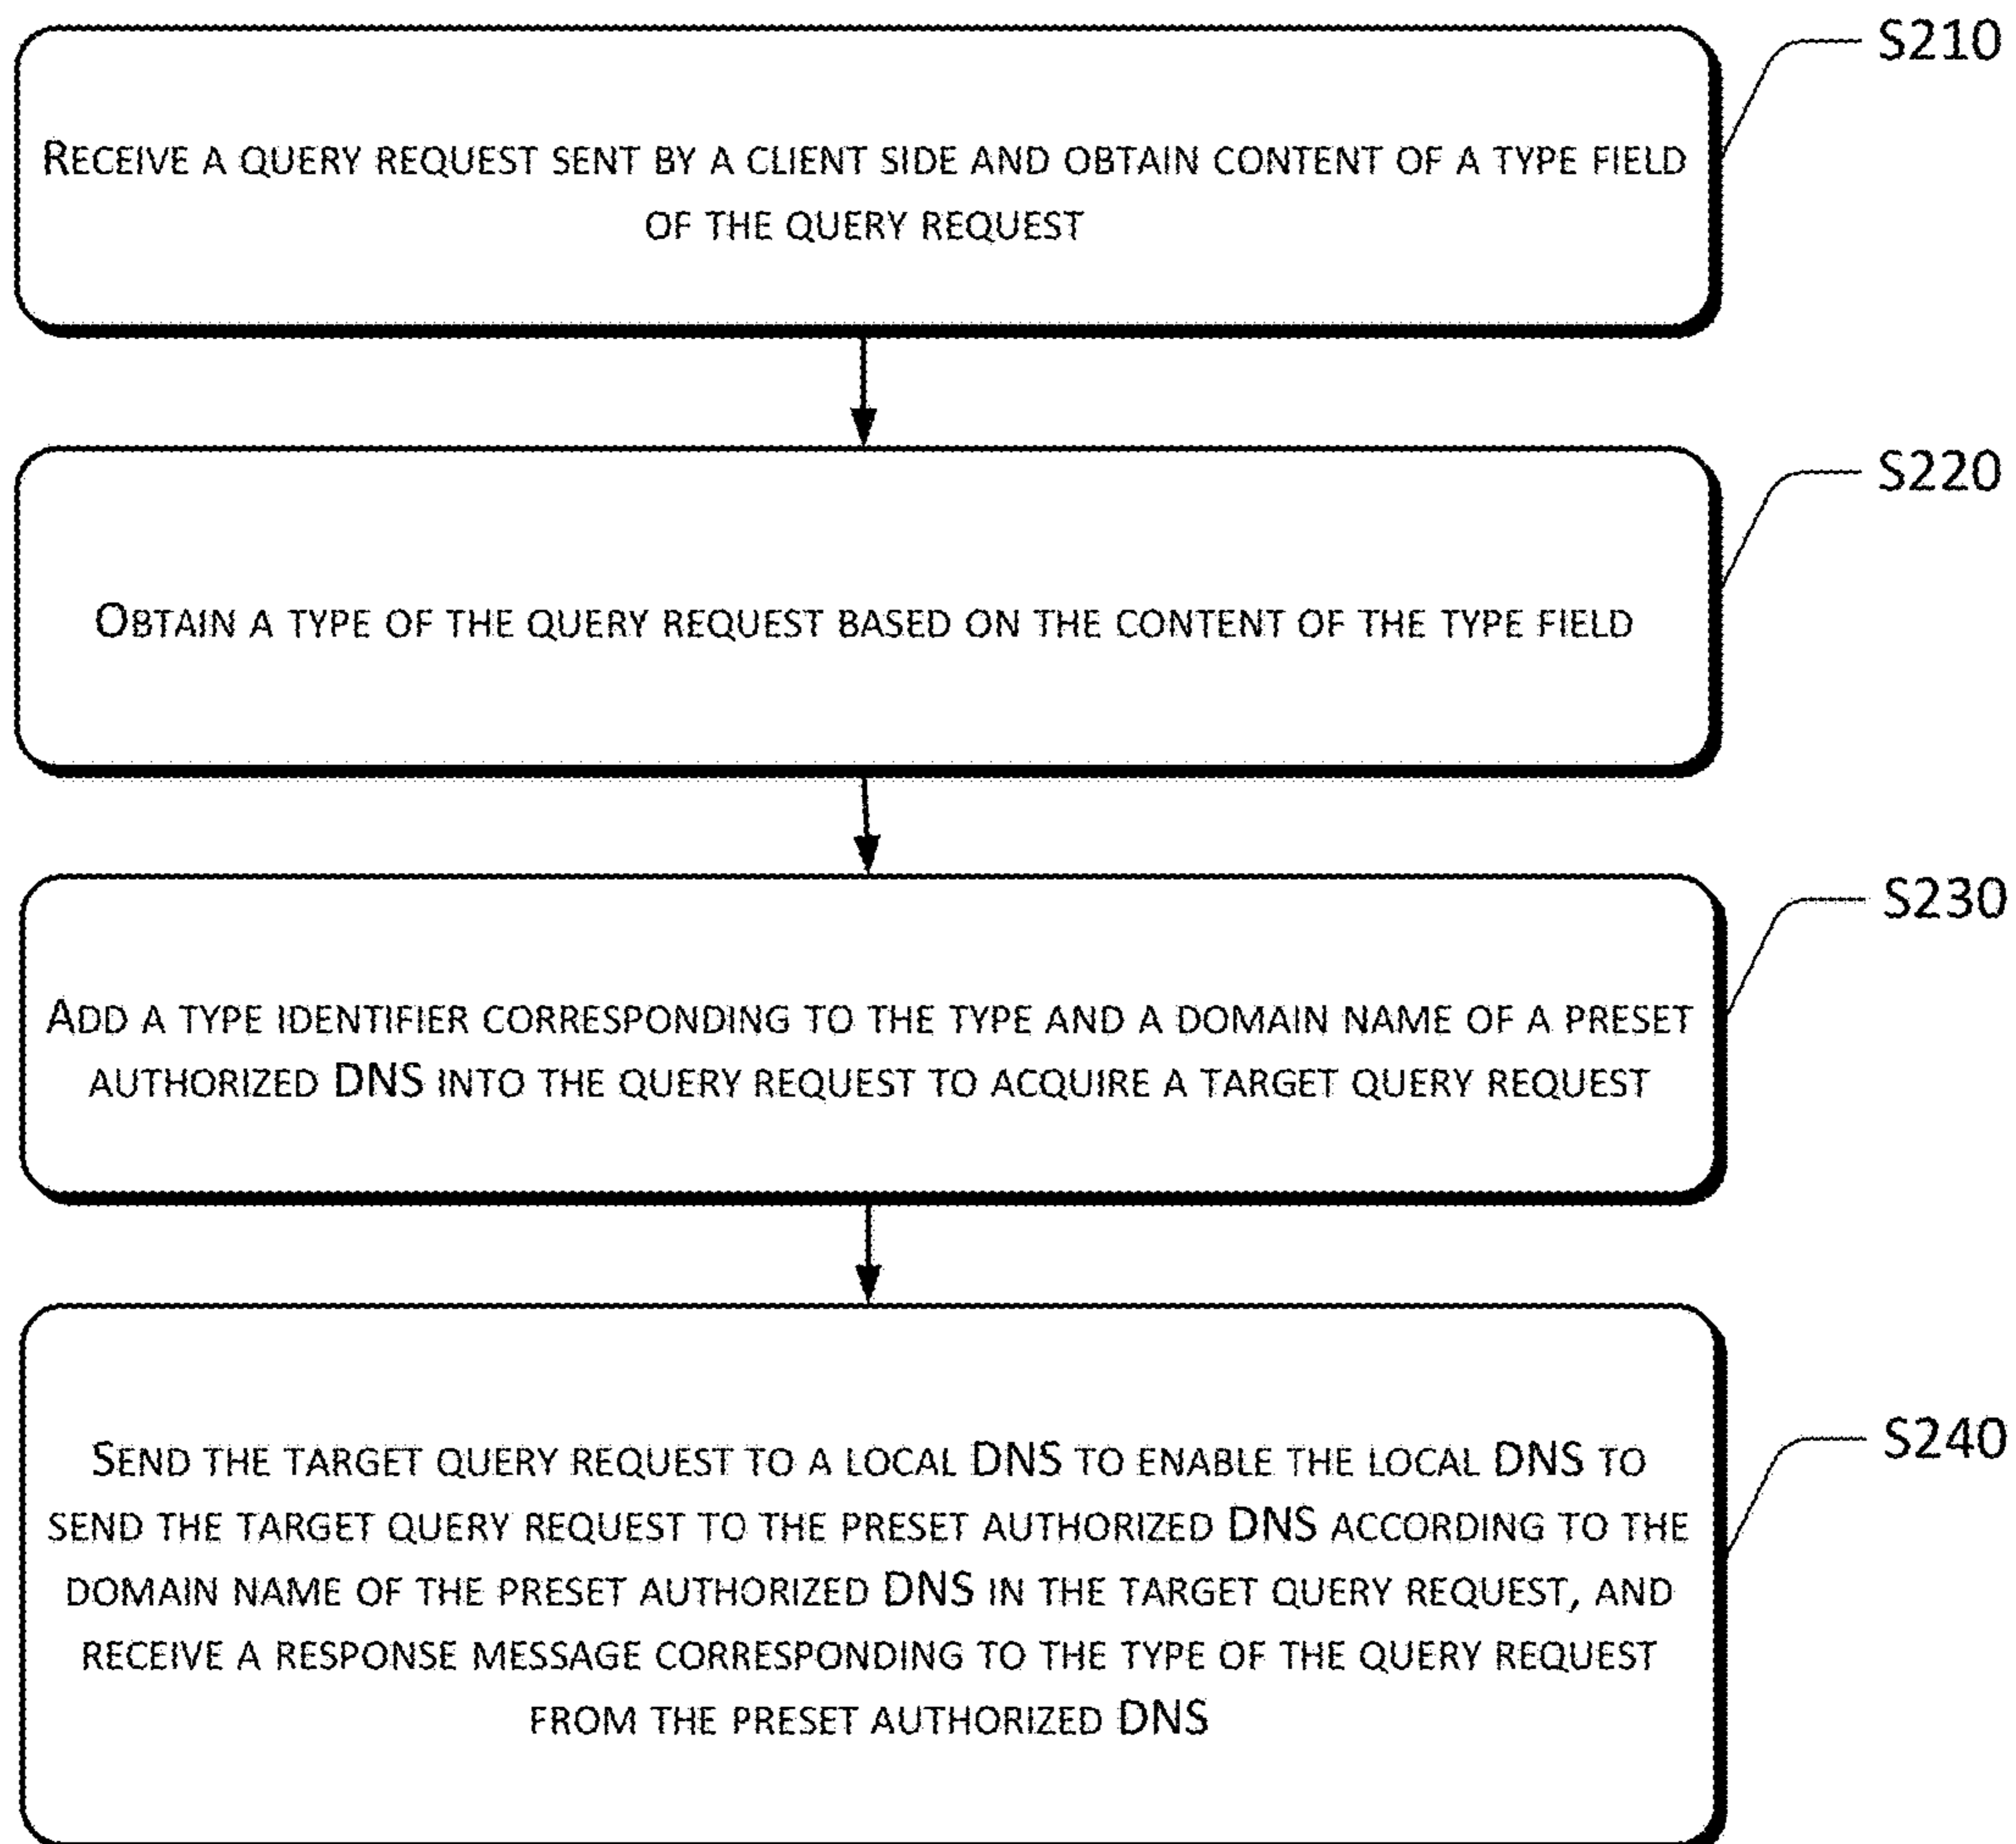 S210
RECEIVE A QUERY REQUEST SENT BY A CLIENT SIDE AND OBTAIN CONTENT OF A TYPE FIELD
OF THE QUERY REQUEST
S220
OBTAIN A TYPE OF THE QUERY REQUEST BASED ON THE CONTENT OF THE TYPE FIELD
S230
ADD A TYPE IDENTIFIER CORRESPONDING TO THE TYPE AND A DOMAIN NAME OF A PRESET
AUTHORIZED DNS INTO THE QUERY REQUEST TO ACQUIRE A TARGET QUERY REQUEST
S240
SEND THE TARGET QUERY REQUEST TO A LOCAL DNS TO ENABLE THE LOCAL DNS TO
SEND THE TARGET QUERY REQUEST TO THE PRESET AUTHORIZED DNS ACCORDING TO THE
DOMAIN NAME OF THE PRESET AUTHORIZED DNS IN THE TARGET QUERY REQUEST, AND
RECEIVE A RESPONSE MESSAGE CORRESPONDING TO THE TYPE OF THE QUERY REQUEST
FROM THE PRESET AUTHORIZED DNS